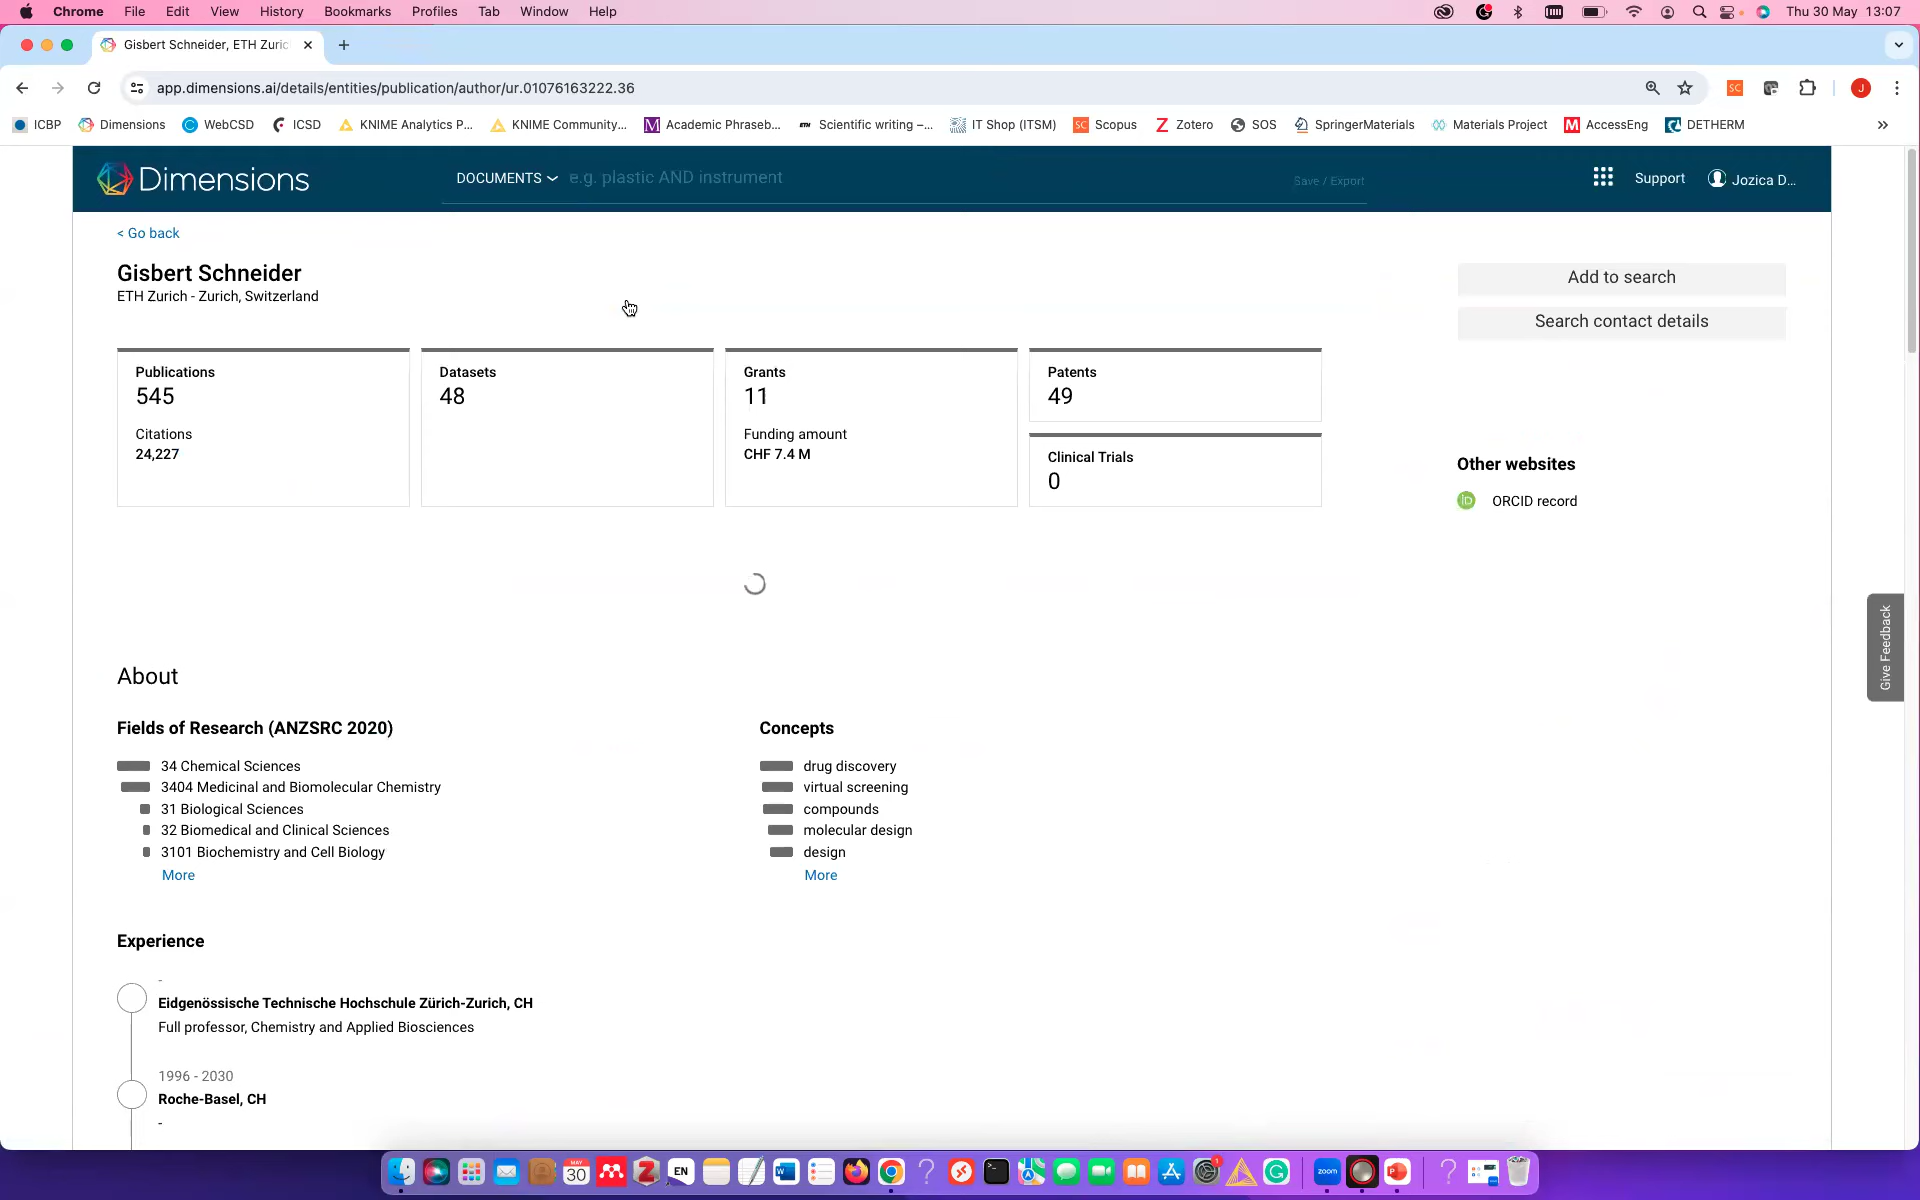 Chrome File Edit View History Bookmarks Profiles Tab Window Help Thu 30 May 13:07
Gisbert Schneider, ETH Zuric
app.dimensions.ai/details/entities/publication/author/ur.01076163222.36
SC J
ICBP Dimensions WebCSD ICSD KNIME Analytics P... KNIME Community... Academic Phraseb... Scientific writing –... IT Shop (ITSM) Scopus Zotero SOS SpringerMaterials Materials Project AccessEng DETHERM »
Dimensions DOCUMENTS e.g. plastic AND instrument Save / Export Support Jozica D...
< Go back
Gisbert Schneider
ETH Zurich - Zurich, Switzerland
Add to search
Search contact details
Publications
545
Citations
24,227
Datasets
48
Grants
11
Funding amount
CHF 7.4 M
Patents
49
Clinical Trials
0
Other websites
iD ORCID record
Give Feedback
About
Fields of Research (ANZSRC 2020)
34 Chemical Sciences
3404 Medicinal and Biomolecular Chemistry
31 Biological Sciences
32 Biomedical and Clinical Sciences
3101 Biochemistry and Cell Biology
More
Concepts
drug discovery
virtual screening
compounds
molecular design
design
More
Experience
-
Eidgenössische Technische Hochschule Zürich-Zurich, CH
Full professor, Chemistry and Applied Biosciences
1996 - 2030
Roche-Basel, CH
-
MAY 30 EN zoom